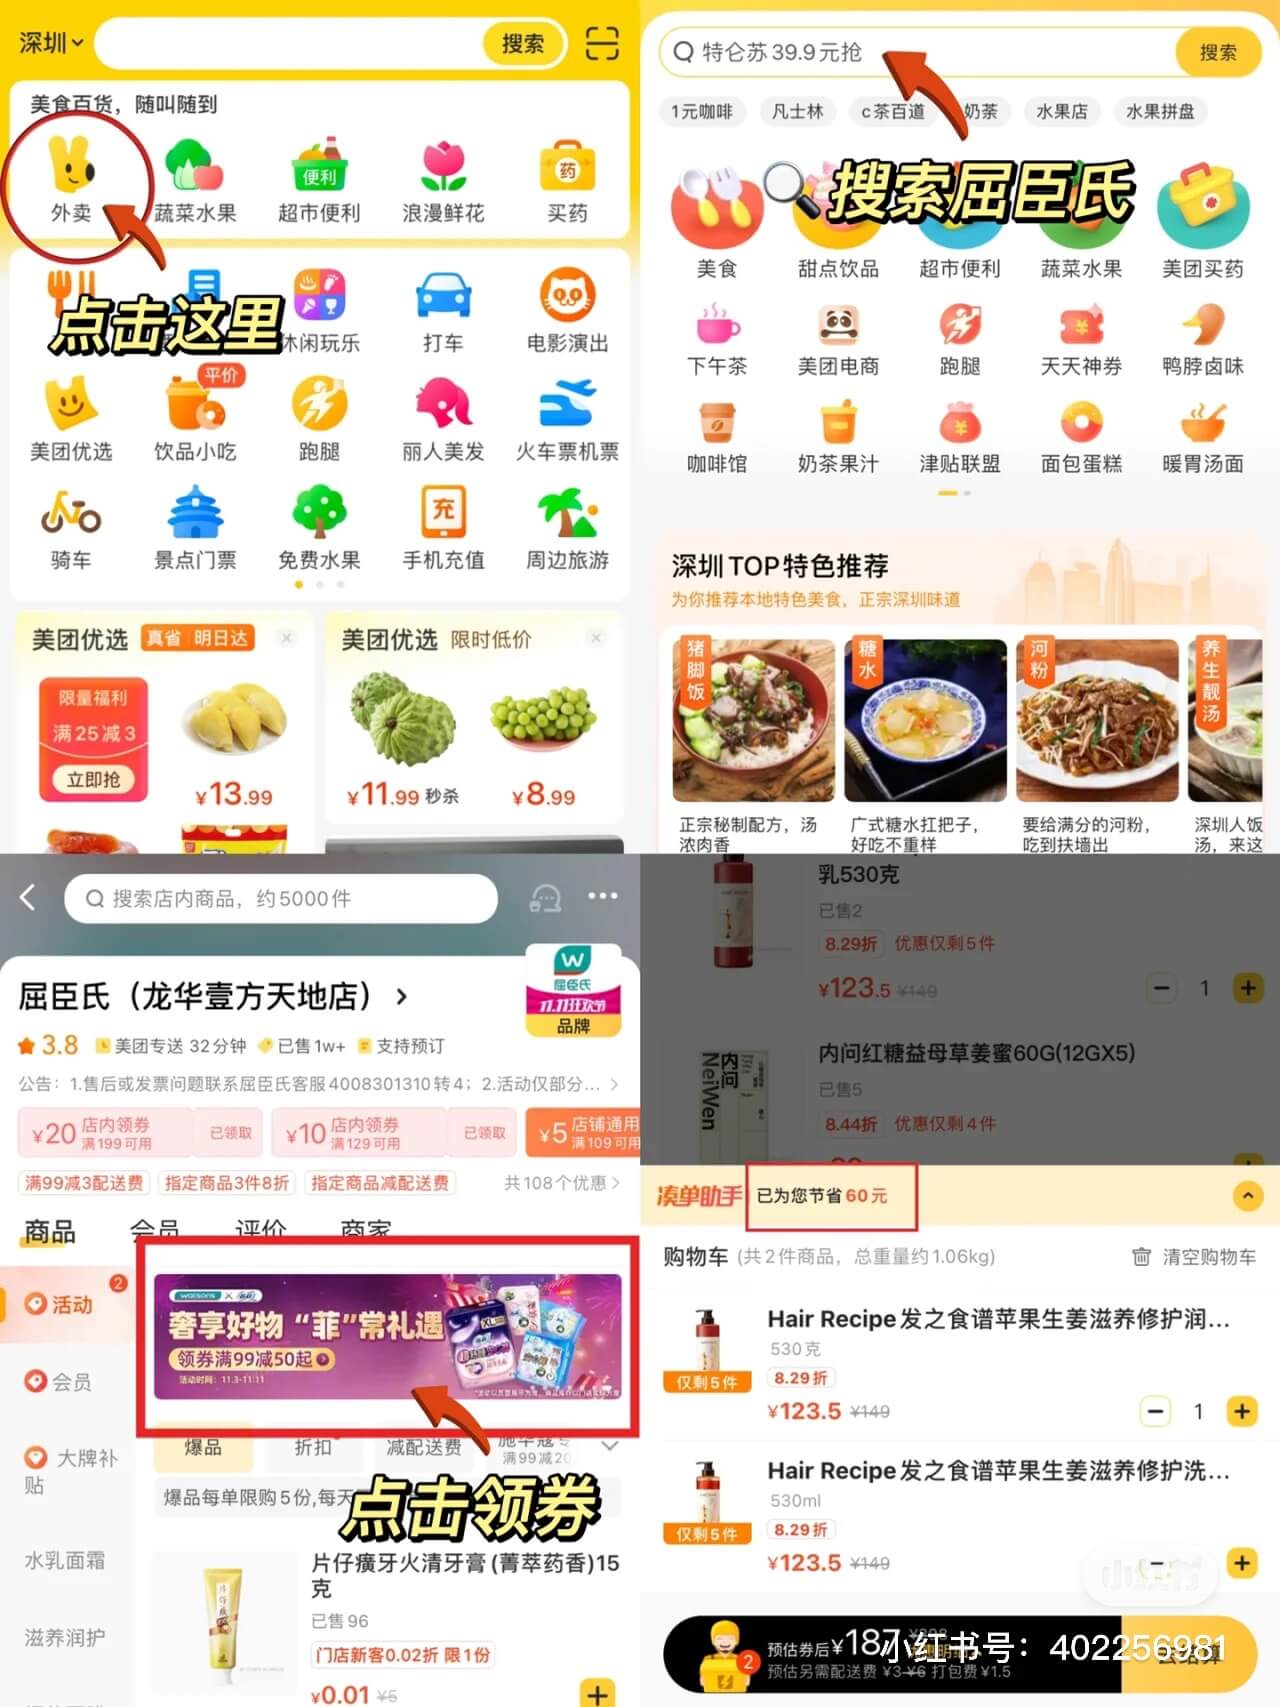 深圳
搜索
美食百货，随叫随到
外卖
蔬菜水果
便利
超市便利
浪漫鲜花
药
买药
点击这里
休闲玩乐
打车
电影演出
平价
美团优选
饮品小吃
跑腿
丽人美发
火车票机票
骑车
景点门票
免费水果
充
手机充值
周边旅游
美团优选 真省 明日达
限量福利
满25减3
立即抢
¥13.99
美团优选 限时低价
¥11.99 秒杀
¥8.99
特仑苏39.9元抢
搜索
1元咖啡
凡士林
c茶百道
奶茶
水果店
水果拼盘
搜索屈臣氏
美食
甜点饮品
超市便利
蔬菜水果
美团买药
下午茶
美团电商
跑腿
天天神券
鸭脖卤味
咖啡馆
奶茶果汁
津贴联盟
面包蛋糕
暖胃汤面
深圳TOP特色推荐
为你推荐本地特色美食，正宗深圳味道
猪脚饭
糖水
河粉
养生靓汤
正宗秘制配方，汤
浓肉香
广式糖水扛把子，
好吃不重样
要给满分的河粉，
吃到扶墙出
深圳人饭
汤，来这
搜索店内商品，约5000件
屈臣氏（龙华壹方天地店）
W
屈臣氏
11.11狂欢节
品牌
3.8 美团专送 32分钟 已售1w+ 支持预订
公告：1.售后或发票问题联系屈臣氏客服4008301310转4；2.活动仅部分...
¥20 店内领券
满199可用
已领取
¥10 店内领券
满129可用
已领取
¥5 店铺通用
满109可用
满99减3配送费
指定商品3件8折
指定商品减配送费
共108个优惠
商品
会员
评价
商家
活动
2
会员
大牌补
贴
水乳面霜
滋养润护
watsons
奢享好物“菲”常礼遇
领券满99减50起
活动时间：11.3-11.11
爆品
折扣
减配送费
满99减20
爆品每单限购5份,每天
点击领券
片仔癀牙火清牙膏(菁萃药香)15
克
已售96
门店新客0.02折 限1份
¥0.01 ¥5
乳530克
已售2
8.29折 优惠仅剩5件
¥123.5 ¥149
1
内问
NeiWen
内问红糖益母草姜蜜60G(12GX5)
已售5
8.44折 优惠仅剩4件
凑单助手
已为您节省60元
购物车 (共2件商品，总重量约1.06kg)
清空购物车
Hair Recipe发之食谱苹果生姜滋养修护润...
530克
8.29折
仅剩5件
¥123.5 ¥149
1
Hair Recipe发之食谱苹果生姜滋养修护洗...
530ml
8.29折
仅剩5件
¥123.5 ¥149
小红书
2
预估券后¥187
预估另需配送费 ¥3 ¥6 打包费 ¥1.5
去结算
小红书号：402256981